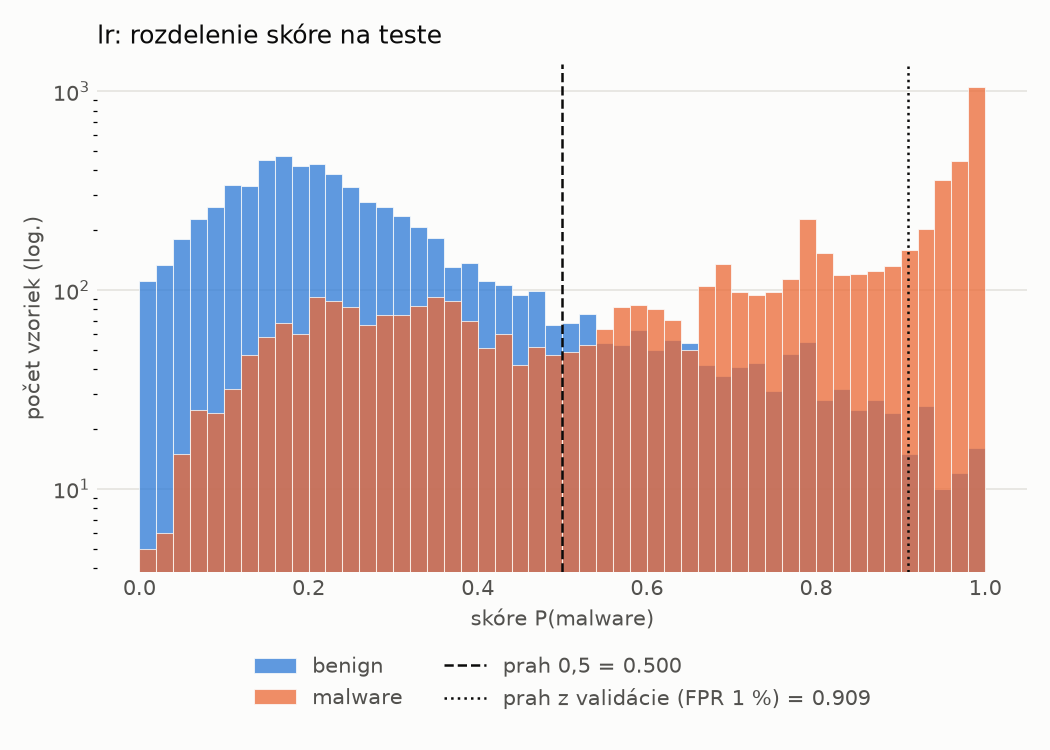 lr: rozdelenie skóre na teste
počet vzoriek (log.)
10³
10²
10¹
0.0 0.2 0.4 0.6 0.8 1.0
skóre P(malware)
benign
malware
prah 0,5 = 0.500
prah z validácie (FPR 1 %) = 0.909